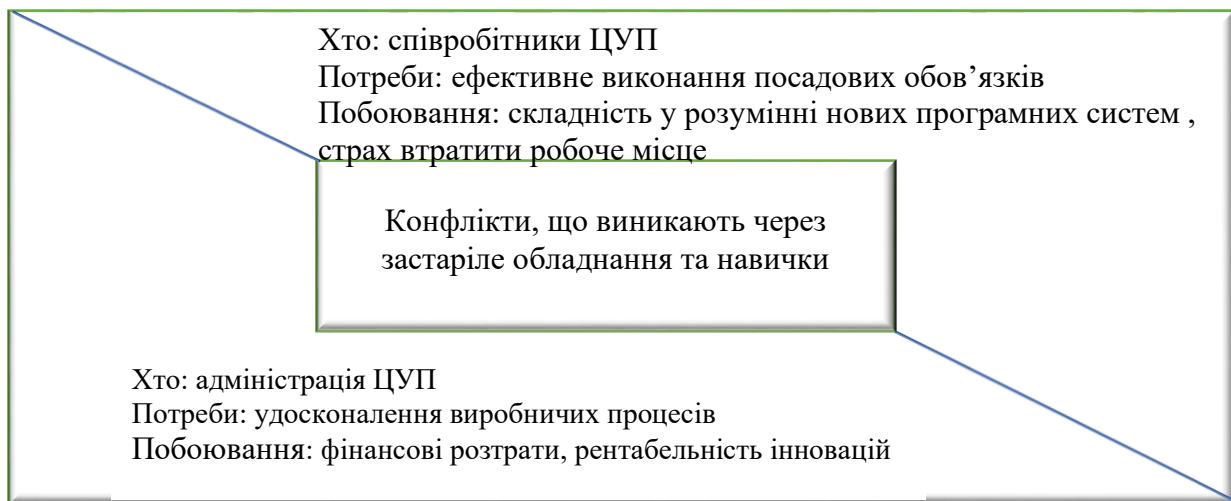 Хто: співробітники ЦУП
Потреби: ефективне виконання посадових обов’язків
Побоювання: складність у розумінні нових програмних систем ,
страх втратити робоче місце
Конфлікти, що виникають через
застаріле обладнання та навички
Хто: адміністрація ЦУП
Потреби: удосконалення виробничих процесів
Побоювання: фінансові розтрати, рентабельність інновацій